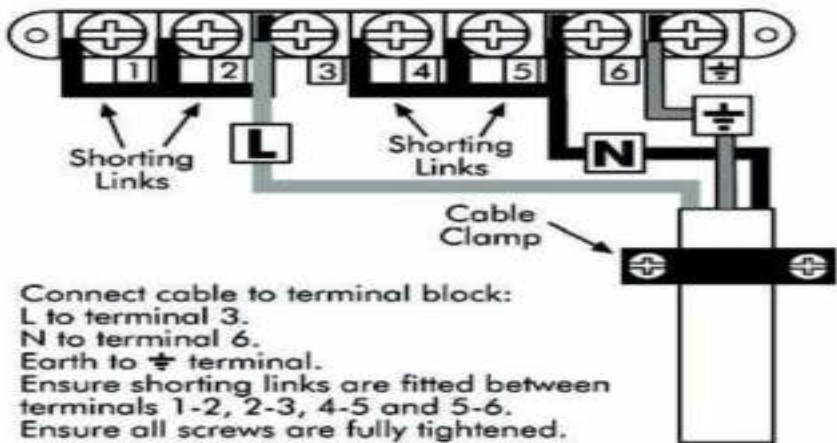 1 2 3 4 5 6
Shorting
Links
L
Shorting
Links
N
Cable
Clamp
Connect cable to terminal block:
L to terminal 3.
N to terminal 6.
Earth to ⏚ terminal.
Ensure shorting links are fitted between
terminals 1-2, 2-3, 4-5 and 5-6.
Ensure all screws are fully tightened.